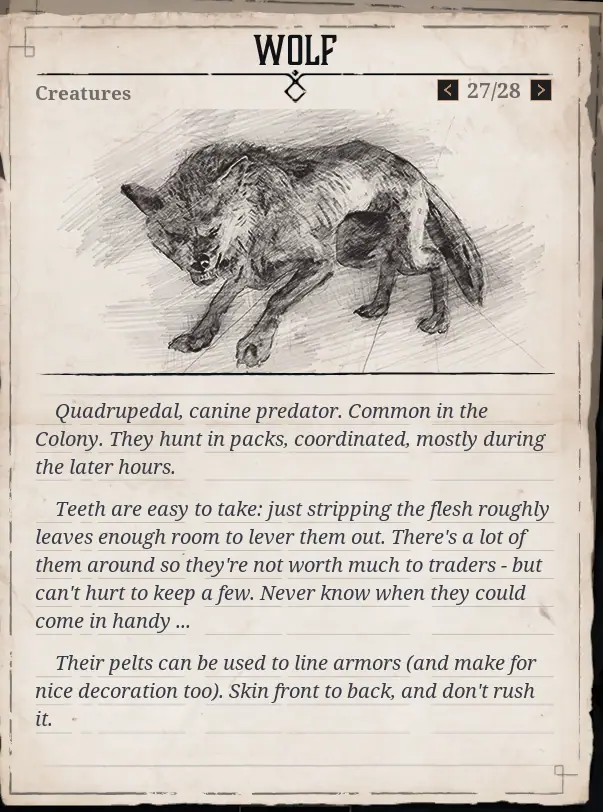 WOLF
Creatures
< 27/28 >
Quadrupedal, canine predator. Common in the
Colony. They hunt in packs, coordinated, mostly during
the later hours.
Teeth are easy to take: just stripping the flesh roughly
leaves enough room to lever them out. There's a lot of
them around so they're not worth much to traders - but
can't hurt to keep a few. Never know when they could
come in handy ...
Their pelts can be used to line armors (and make for
nice decoration too). Skin front to back, and don't rush
it.